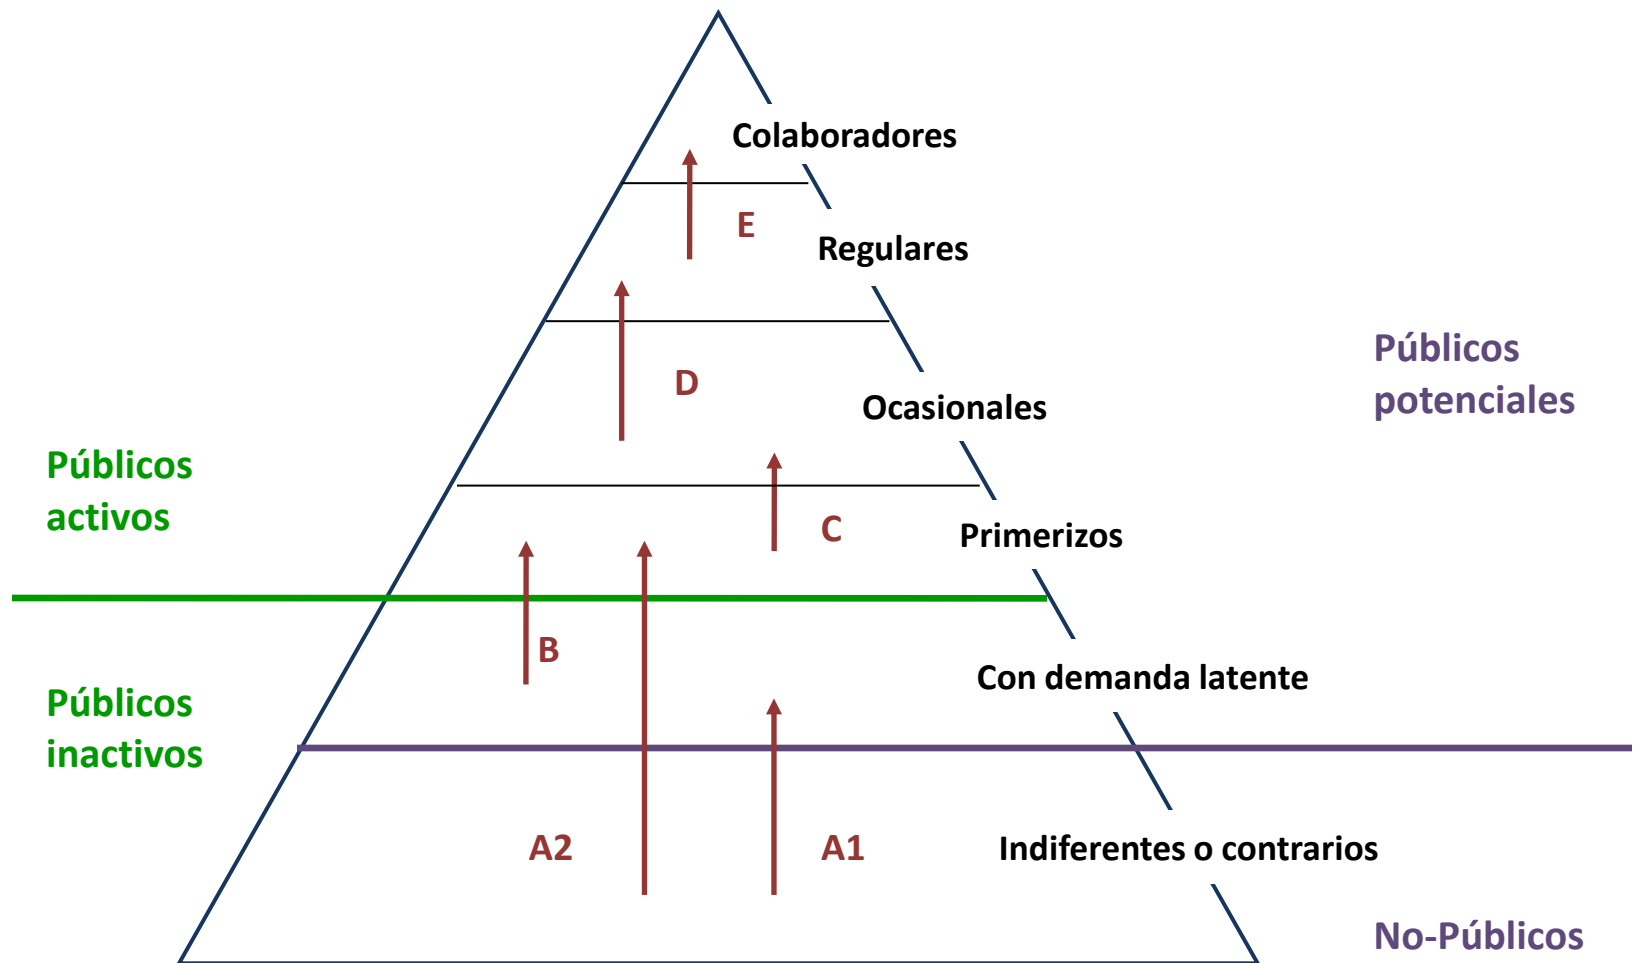 Colaboradores
E
Regulares
Públicos
potenciales
D
Ocasionales
Públicos
activos
C
Primerizos
B
Con demanda latente
Públicos
inactivos
A2
A1
Indiferentes o contrarios
No-Públicos